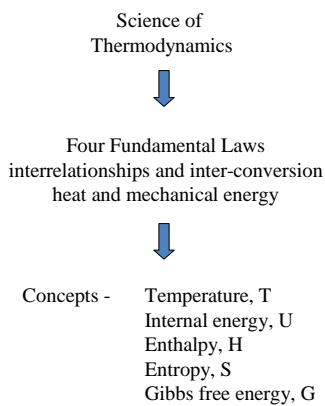 Science of
Thermodynamics
Four Fundamental Laws
interrelationships and inter-conversion
heat and mechanical energy
Concepts - Temperature, T
Internal energy, U
Enthalpy, H
Entropy, S
Gibbs free energy, G